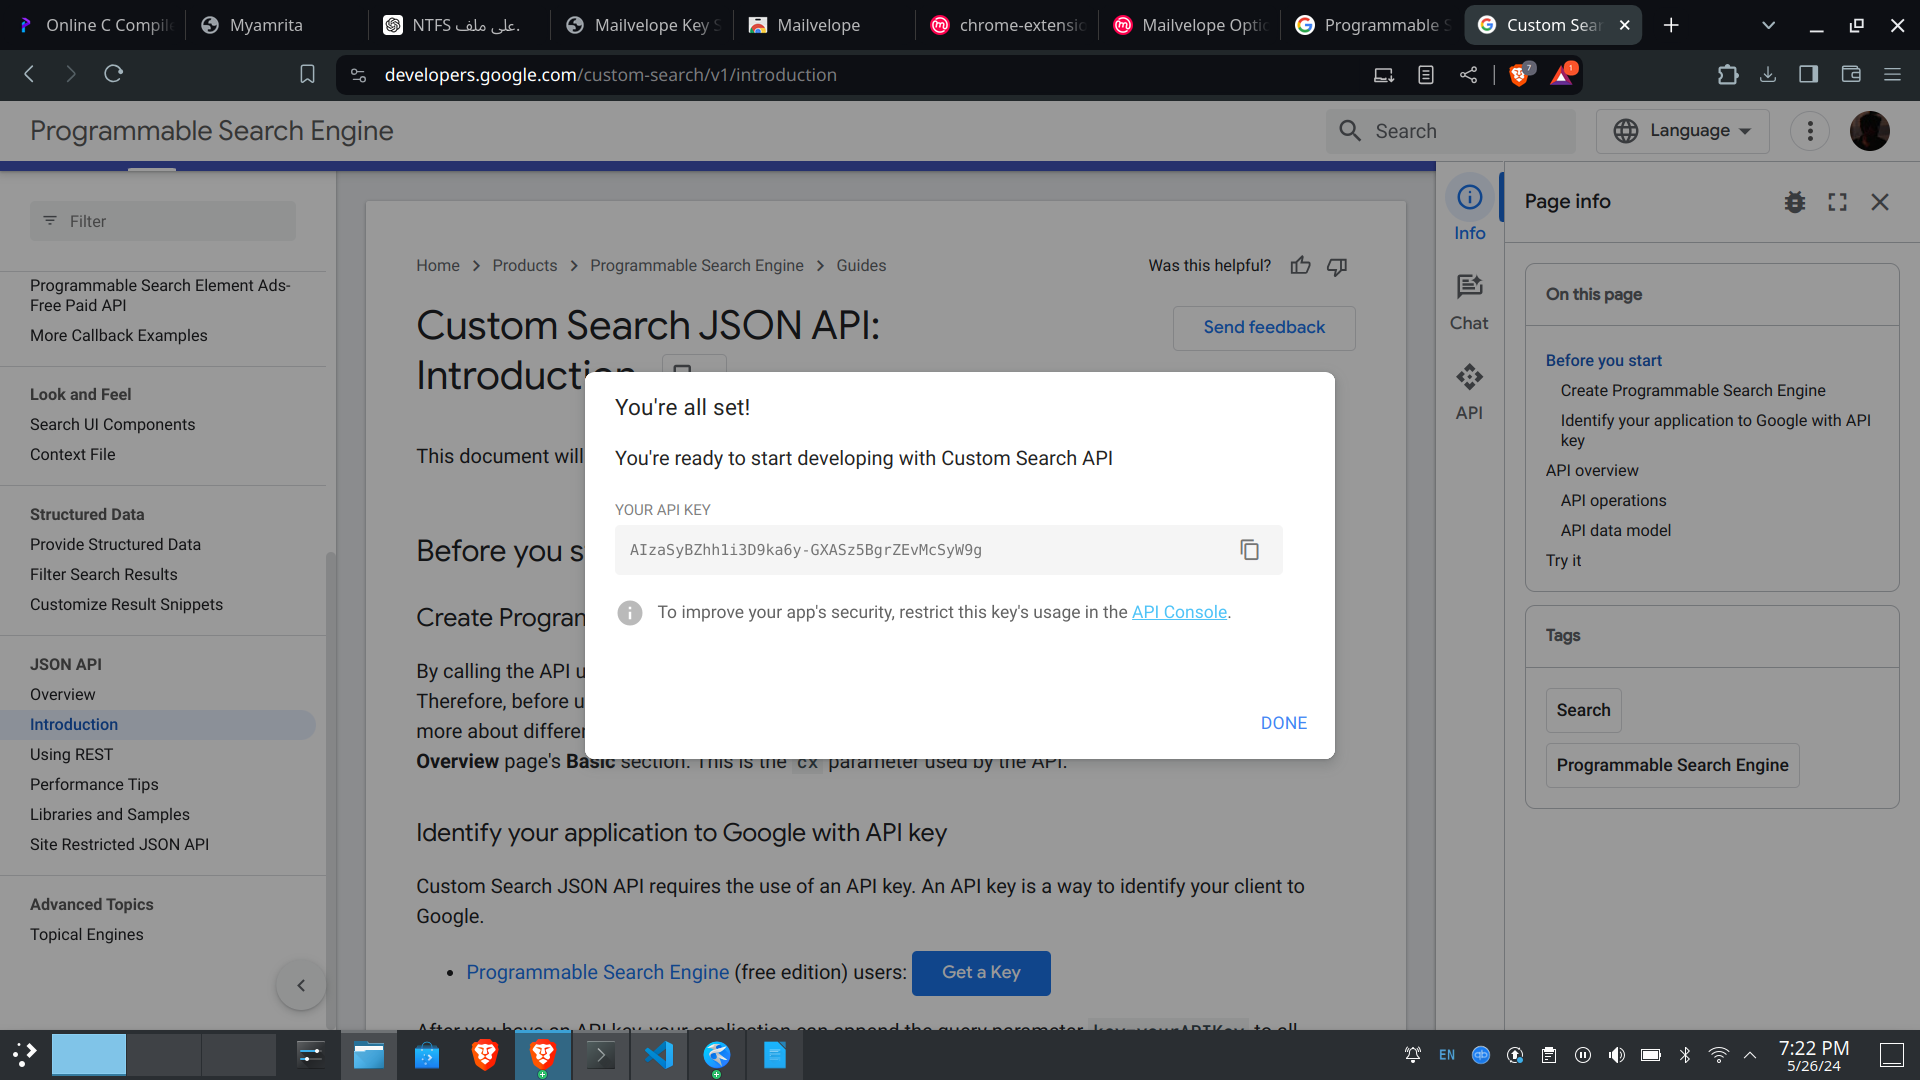 Online C Compile
Myamrita
NTFS على ملف.
Mailvelope Key S
Mailvelope
chrome-extensio
Mailvelope Optio
Programmable S
Custom Sear
developers.google.com/custom-search/v1/introduction
7
1
Programmable Search Engine
Search
Language
Filter
Programmable Search Element Ads-
Free Paid API
More Callback Examples
Look and Feel
Search UI Components
Context File
Structured Data
Provide Structured Data
Filter Search Results
Customize Result Snippets
JSON API
Overview
Introduction
Using REST
Performance Tips
Libraries and Samples
Site Restricted JSON API
Advanced Topics
Topical Engines
Home > Products > Programmable Search Engine > Guides
Was this helpful?
Custom Search JSON API:
Introduction
Send feedback
This document will
Before you s
Create Program
By calling the API u
Therefore, before u
more about differen
Overview page's Basic section. This is the cx parameter used by the API.
Identify your application to Google with API key
Custom Search JSON API requires the use of an API key. An API key is a way to identify your client to
Google.
Programmable Search Engine (free edition) users:
Get a Key
After you have an API key, your application can append the query parameter key=yourAPIKey to all
You're all set!
You're ready to start developing with Custom Search API
YOUR API KEY
AIzaSyBZhh1i3D9ka6y-GXASz5BgrZEvMcSyW9g
To improve your app's security, restrict this key's usage in the API Console.
DONE
Info
Chat
API
Page info
On this page
Before you start
Create Programmable Search Engine
Identify your application to Google with API
key
API overview
API operations
API data model
Try it
Tags
Search
Programmable Search Engine
EN
7:22 PM
5/26/24